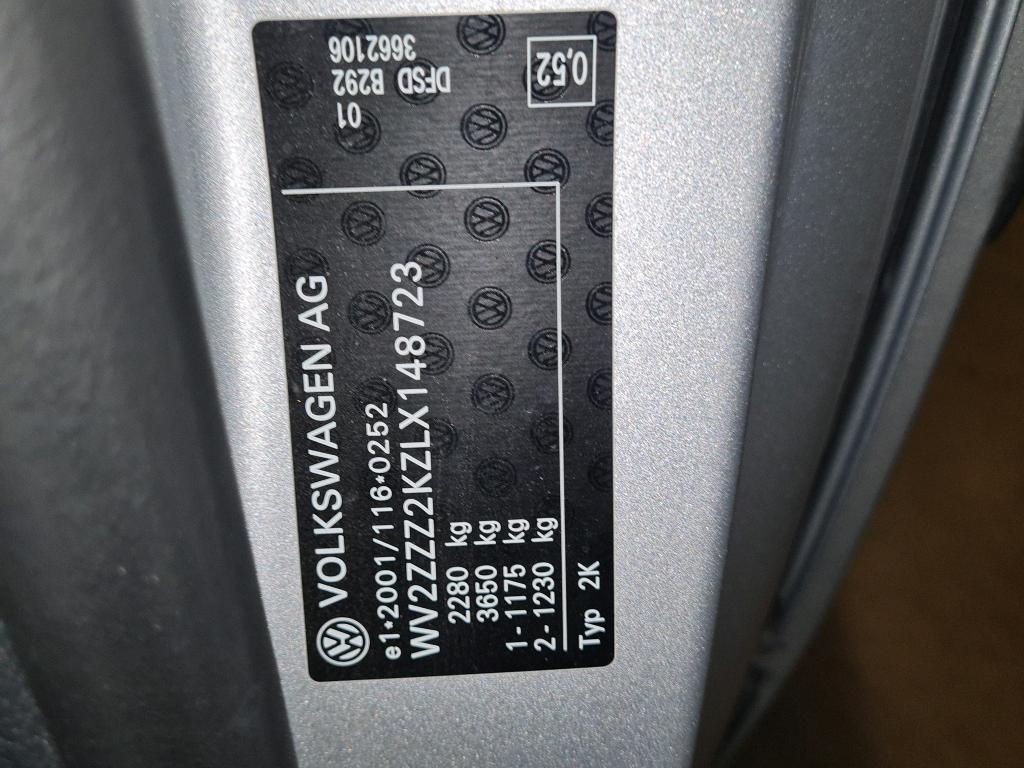 VOLKSWAGEN AG
e1*2001/116*0252
WV2ZZZ2KZLX148723
2280 kg
3650 kg
1 - 1175 kg
2 - 1230 kg
Typ 2K
3662106
B292
01
DFSD
0,52